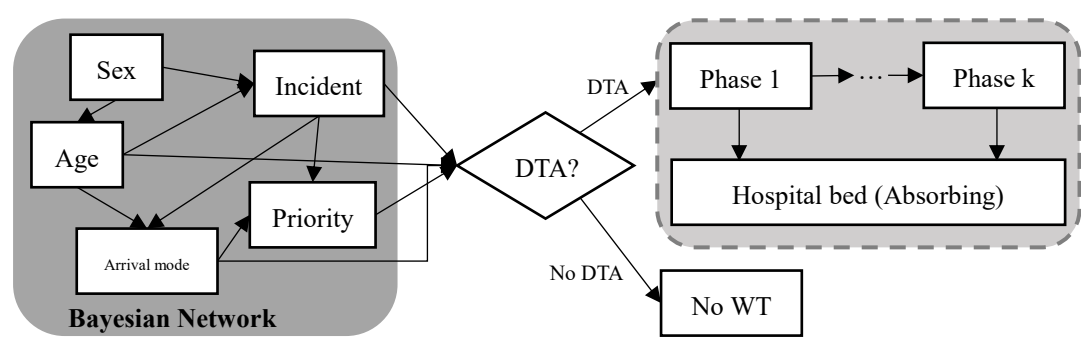 Sex
Incident
Age
Priority
Arrival mode
Bayesian Network
DTA?
DTA
No DTA
Phase 1
...
Phase k
Hospital bed (Absorbing)
No WT